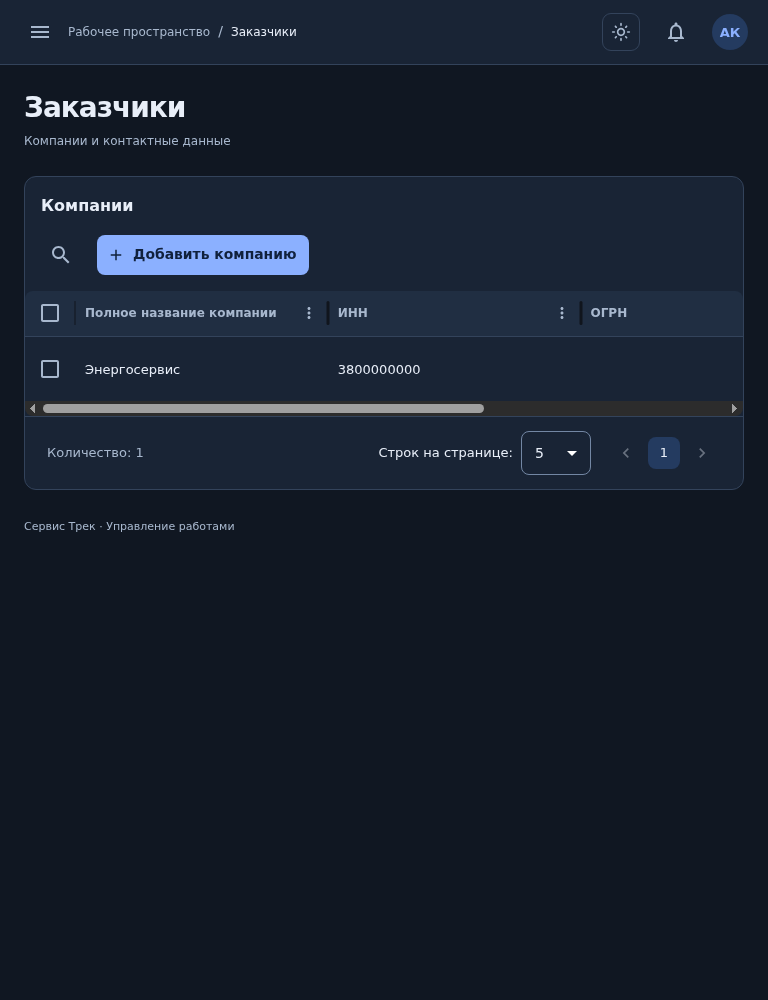 Рабочее пространство / Заказчики
АК
Заказчики
Компании и контактные данные
Компании
+ Добавить компанию
Полное название компании ИНН ОГРН
Энергосервис 3800000000
Количество: 1 Строк на странице: 5 1
Сервис Трек · Управление работами